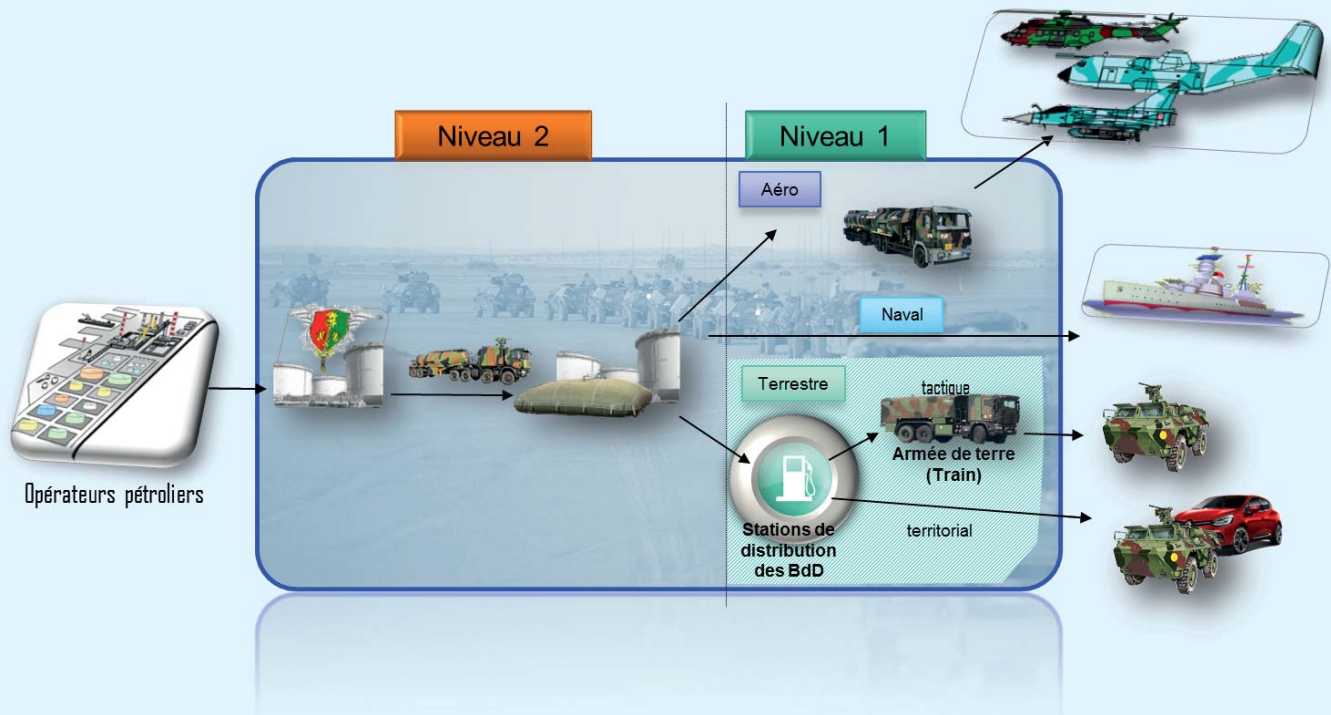 Niveau 2
Niveau 1
Aéro
Naval
Terrestre
tactique
Armée de terre
(Train)
Opérateurs pétroliers
Stations de
distribution
des BdD
territorial